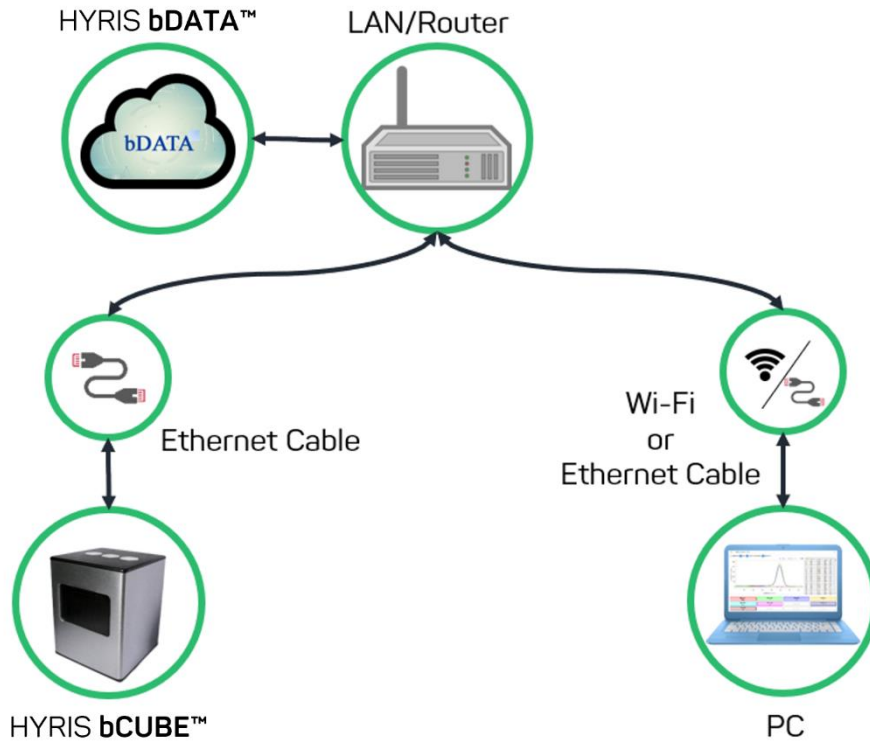 HYRIS bDATA™
LAN/Router
bDATA
Ethernet Cable
Wi-Fi
or
Ethernet Cable
HYRIS bCUBE™
PC